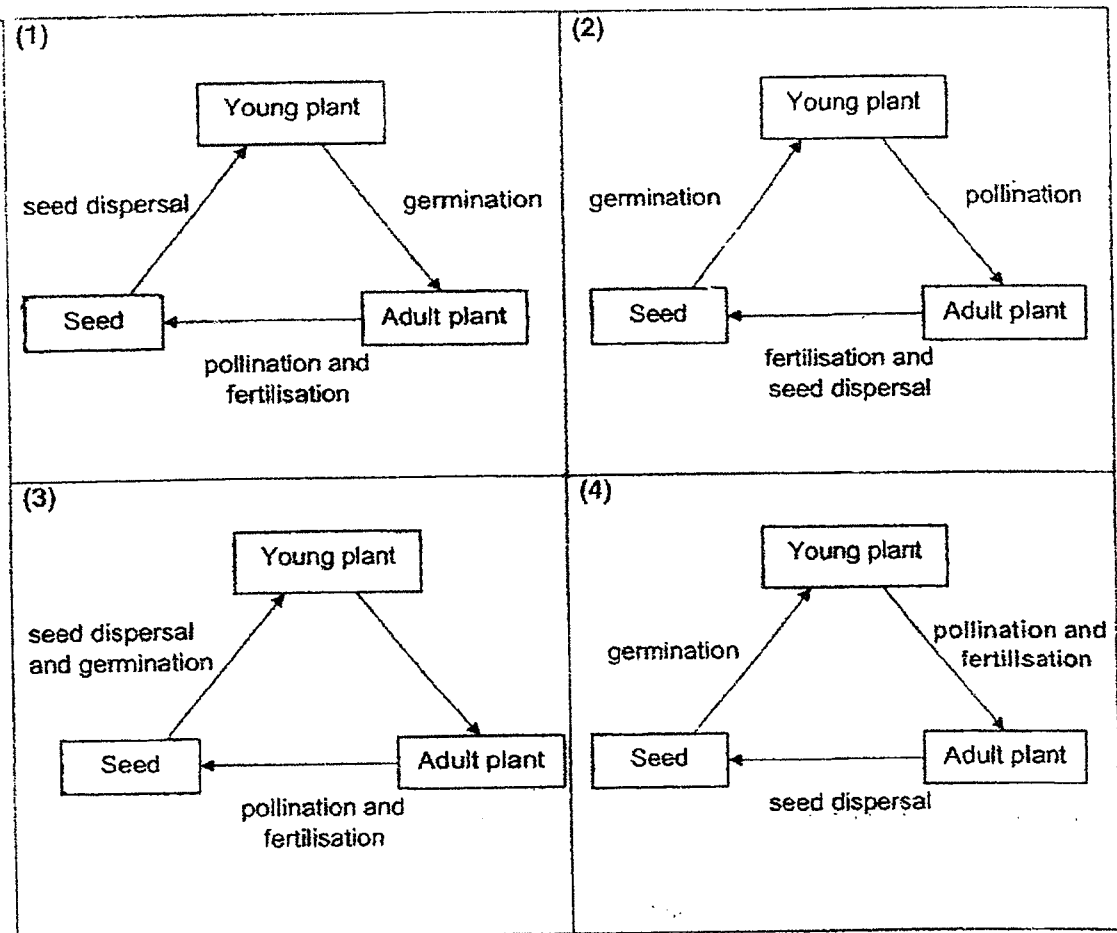 (1)
Young plant
seed dispersal
germination
Seed
Adult plant
pollination and
fertilisation
(2)
Young plant
germination
pollination
Seed
Adult plant
fertilisation and
seed dispersal
(3)
Young plant
seed dispersal
and germination
Seed
Adult plant
pollination and
fertilisation
(4)
Young plant
germination
pollination and
fertilisation
Seed
Adult plant
seed dispersal